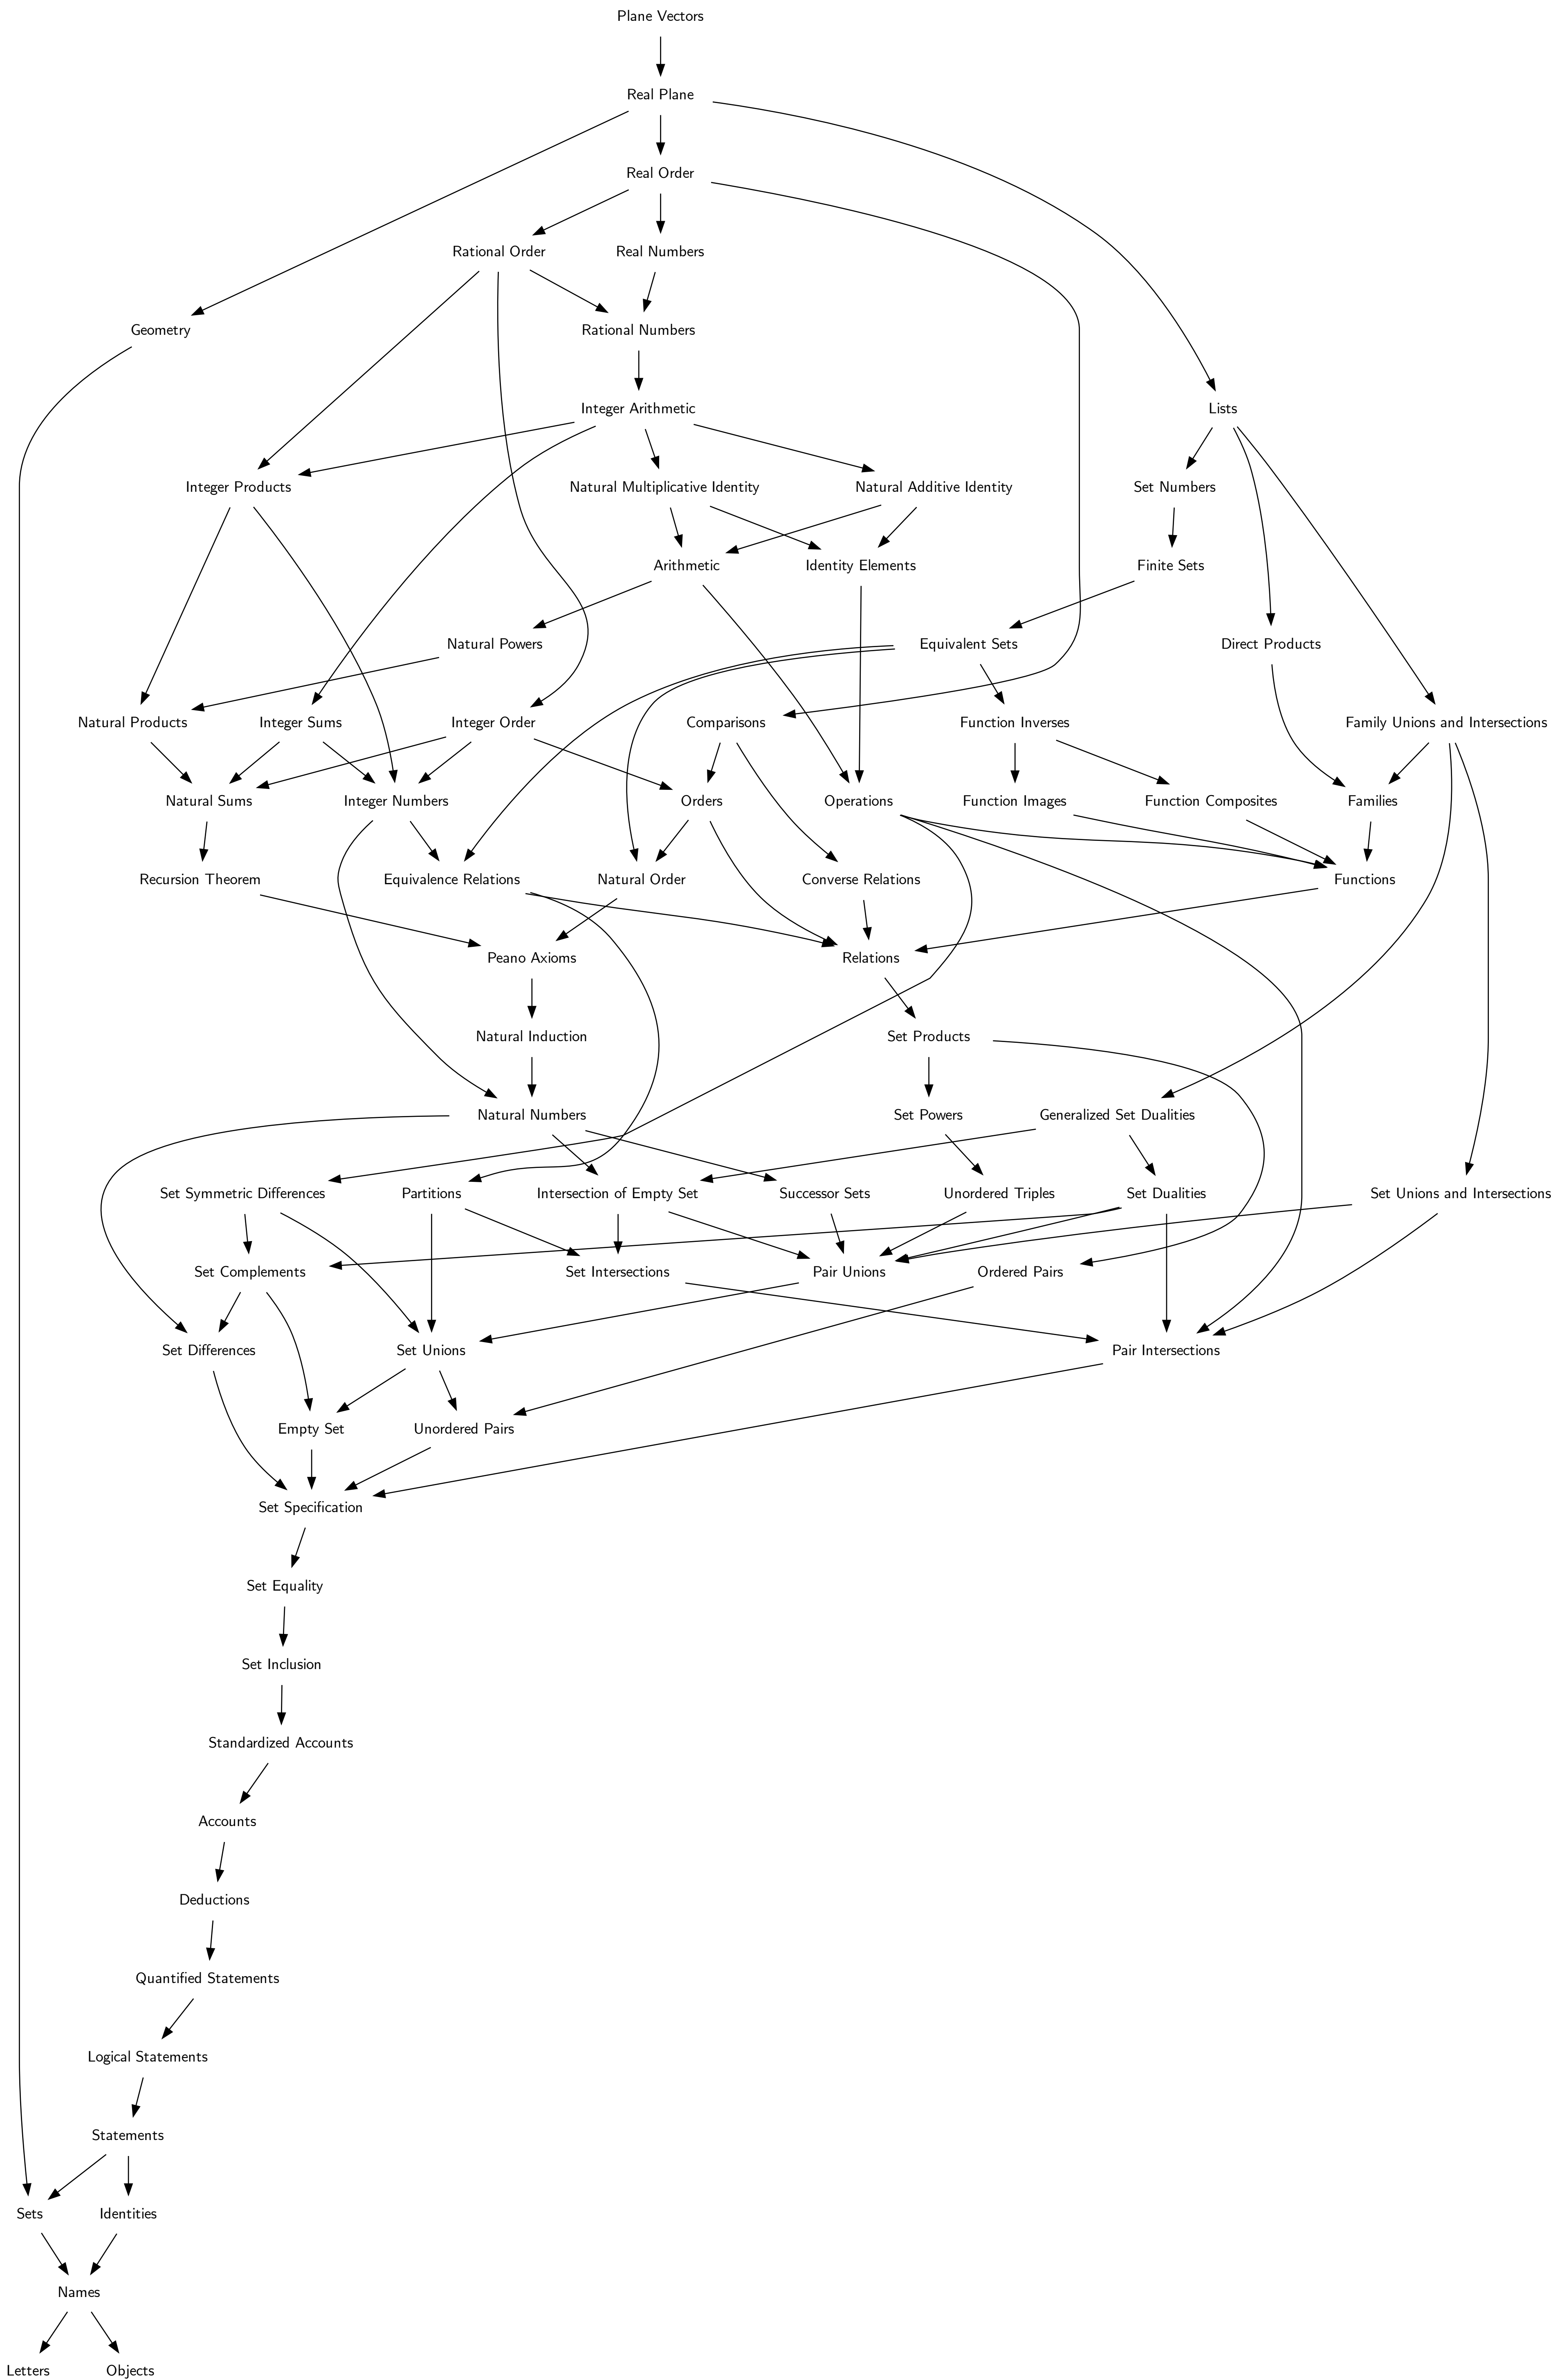 Plane Vectors
Real Plane
Real Order
Rational Order
Real Numbers
Geometry
Rational Numbers
Integer Arithmetic
Lists
Integer Products
Natural Multiplicative Identity
Natural Additive Identity
Set Numbers
Arithmetic
Identity Elements
Finite Sets
Natural Powers
Equivalent Sets
Direct Products
Natural Products
Integer Sums
Integer Order
Comparisons
Function Inverses
Family Unions and Intersections
Natural Sums
Integer Numbers
Orders
Operations
Function Images
Function Composites
Families
Recursion Theorem
Equivalence Relations
Natural Order
Converse Relations
Functions
Peano Axioms
Relations
Natural Induction
Set Products
Natural Numbers
Set Powers
Generalized Set Dualities
Set Symmetric Differences
Partitions
Intersection of Empty Set
Successor Sets
Unordered Triples
Set Dualities
Set Unions and Intersections
Set Complements
Set Intersections
Pair Unions
Ordered Pairs
Set Differences
Set Unions
Pair Intersections
Empty Set
Unordered Pairs
Set Specification
Set Equality
Set Inclusion
Standardized Accounts
Accounts
Deductions
Quantified Statements
Logical Statements
Statements
Sets
Identities
Names
Letters
Objects